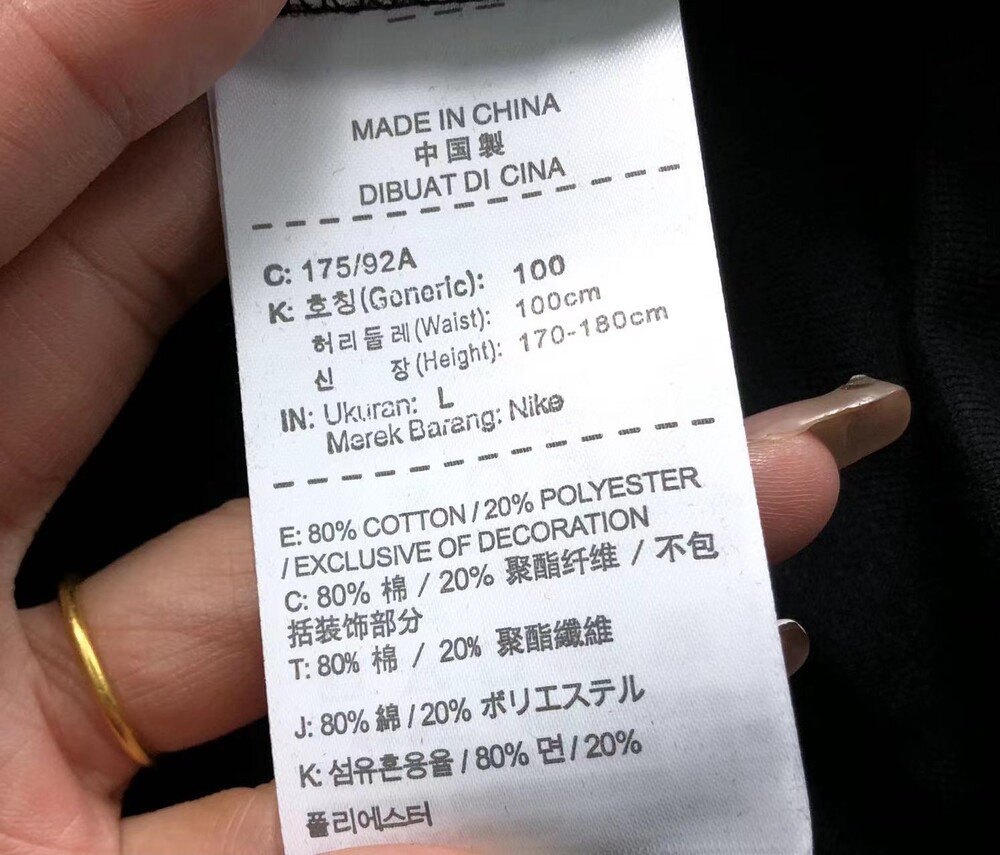 MADE IN CHINA
中国製
DIBUAT DI CINA
C: 175/92A
K: 호칭(Generic): 100
허리둘레(Waist): 100cm
신 장(Height): 170-180cm
IN: Ukuran: L
Merek Barang: Nike
E: 80% COTTON / 20% POLYESTER
/ EXCLUSIVE OF DECORATION
C: 80% 棉 / 20% 聚酯纤维 / 不包
括装饰部分
T: 80% 棉 / 20% 聚酯纖維
J: 80% 綿 / 20% ポリエステル
K: 섬유혼용율 / 80% 면 / 20%
폴리에스터